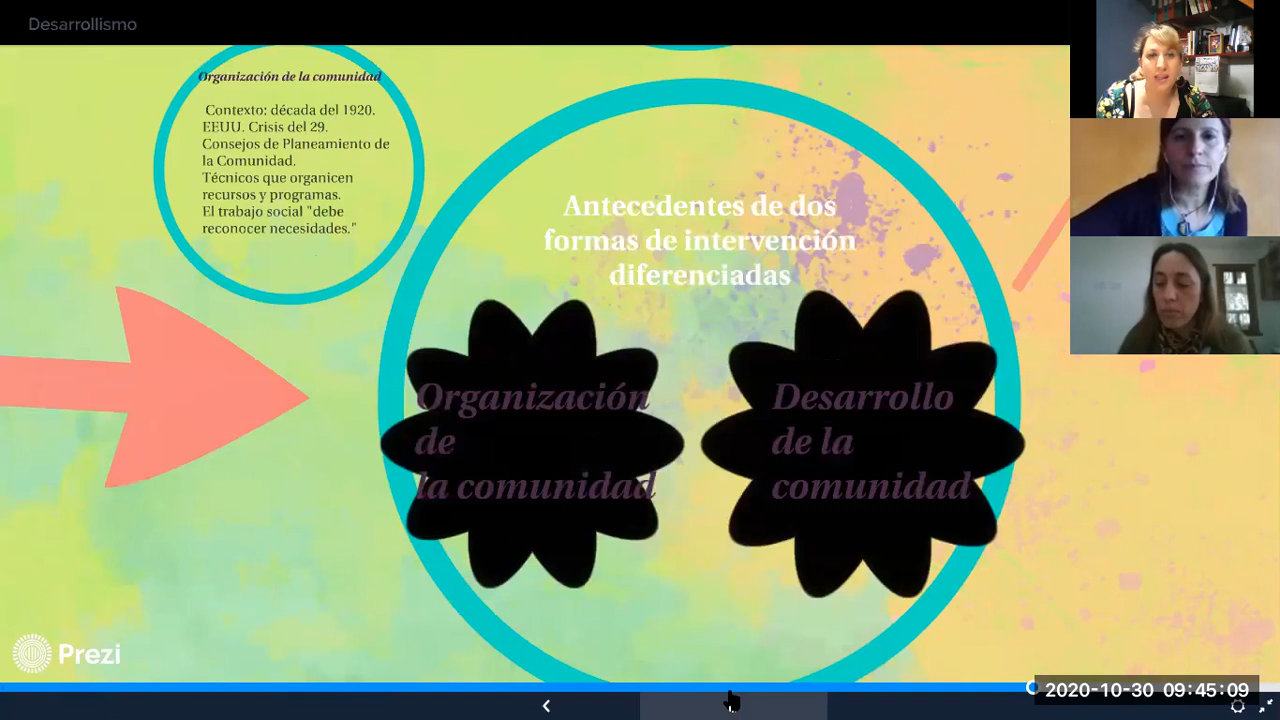 Desarrollismo
Organización de la comunidad
Contexto: década del 1920.
EEUU. Crisis del 29.
Consejos de Planeamiento de
la Comunidad.
Técnicos que organicen
recursos y programas.
El trabajo social "debe
reconocer necesidades."
Antecedentes de dos
formas de intervención
diferenciadas
Organización
de
la comunidad
Desarrollo
de la
comunidad
Prezi
2020-10-30 09:45:09